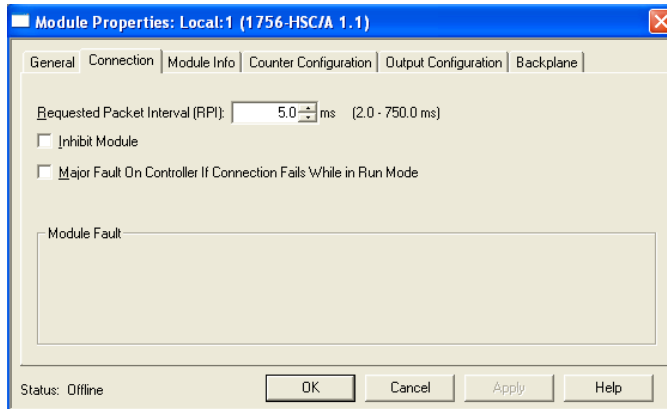 Module Properties: Local:1 (1756-HSC/A 1.1)
General Connection Module Info Counter Configuration Output Configuration Backplane
Requested Packet Interval (RPI): 5.0 ms (2.0 - 750.0 ms)
Inhibit Module
Major Fault On Controller If Connection Fails While in Run Mode
Module Fault
Status: Offline OK Cancel Apply Help